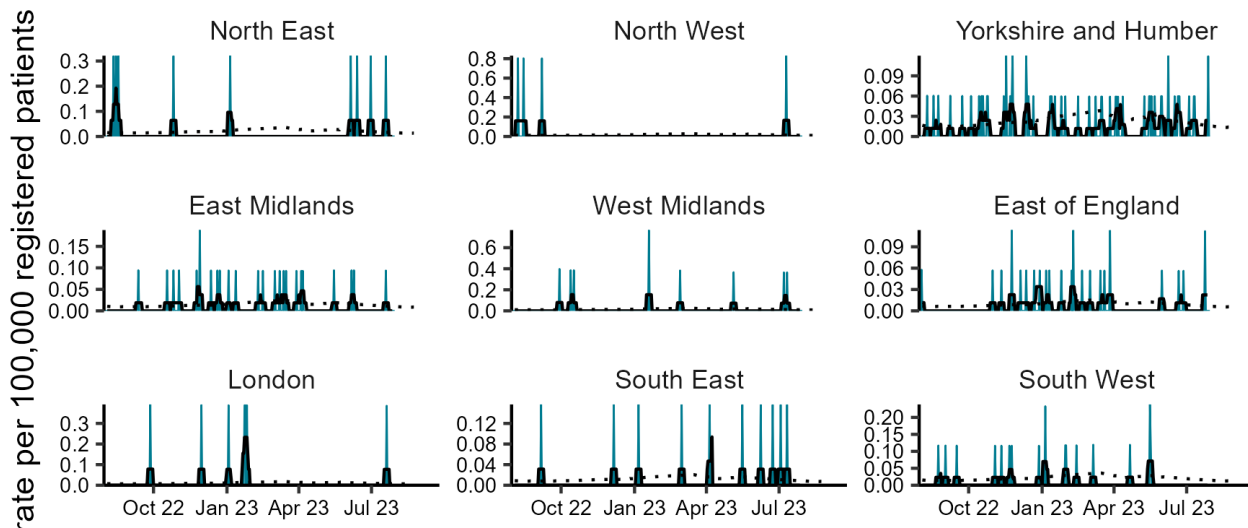 rate per 100,000 registered patients
North East
0.3
0.2
0.1
0.0
North West
0.8
0.6
0.4
0.2
0.0
Yorkshire and Humber
0.09
0.06
0.03
0.00
East Midlands
0.15
0.10
0.05
0.00
West Midlands
0.6
0.4
0.2
0.0
East of England
0.09
0.06
0.03
0.00
London
0.3
0.2
0.1
0.0
Oct 22 Jan 23 Apr 23 Jul 23
South East
0.12
0.08
0.04
0.00
Oct 22 Jan 23 Apr 23 Jul 23
South West
0.20
0.15
0.10
0.05
0.00
Oct 22 Jan 23 Apr 23 Jul 23